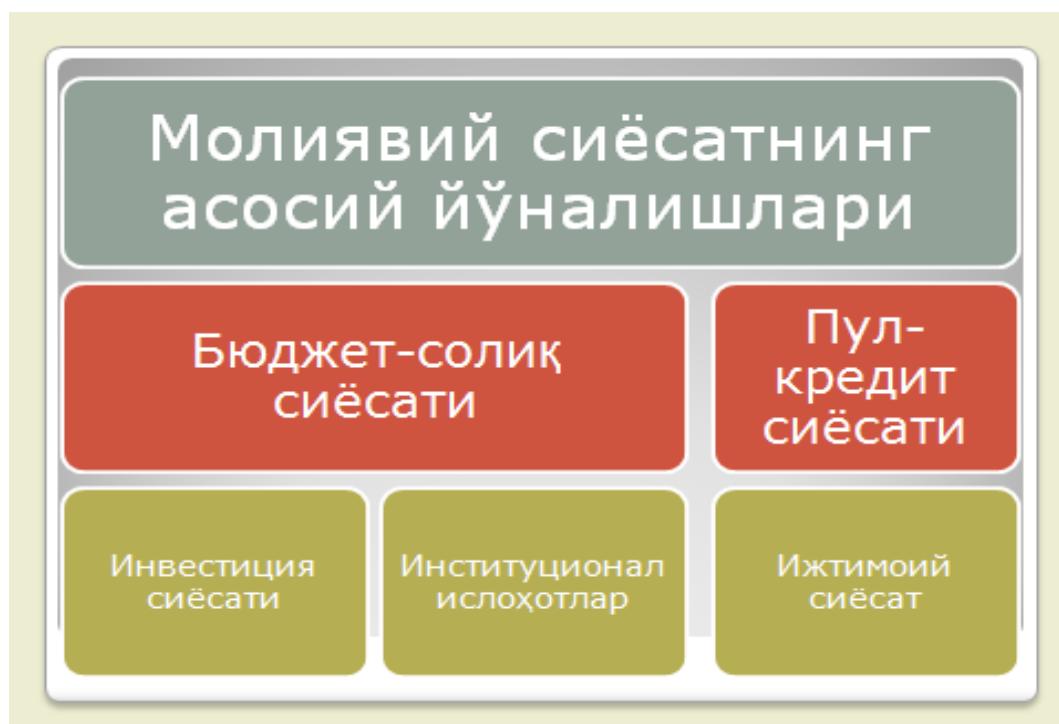 Молиявий сиёсатнинг
асосий йўналишлари
Бюджет-солиқ
сиёсати
Пул-
кредит
сиёсати
Инвестиция
сиёсати
Институционал
ислоҳотлар
Ижтимоий
сиёсат